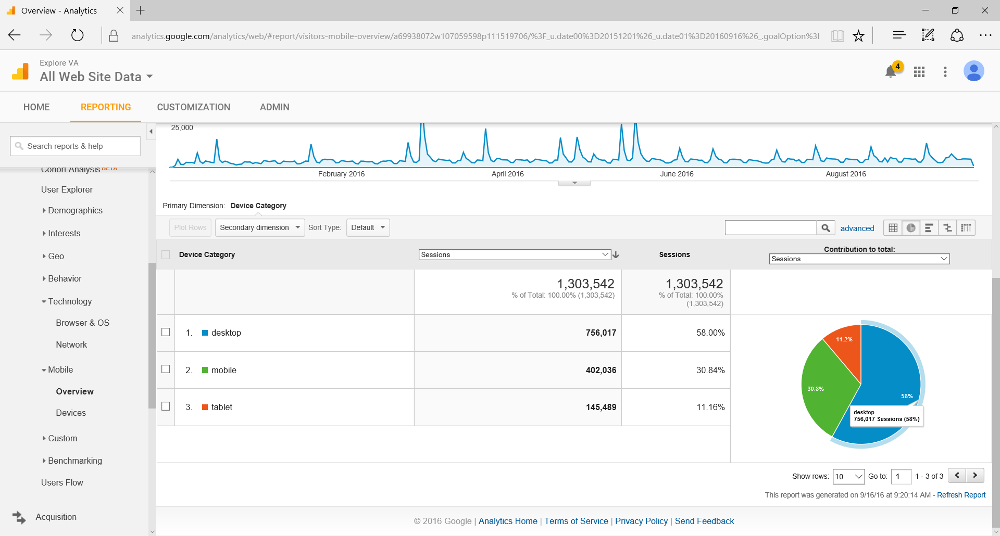 Overview - Analytics
analytics.google.com/analytics/web/#report/visitors-mobile-overview/a69938072w107059598p111519706/%3F_u.date00%3D20151201%26_u.date01%3D20160916%26_.goalOption%3
Explore VA
All Web Site Data
4
HOME
REPORTING
CUSTOMIZATION
ADMIN
Search reports & help
Cohort Analysis BETA
User Explorer
Demographics
Interests
Geo
Behavior
Technology
Browser & OS
Network
Mobile
Overview
Devices
Custom
Benchmarking
Users Flow
Acquisition
25,000
February 2016
April 2016
June 2016
August 2016
Primary Dimension: Device Category
Plot Rows
Secondary dimension
Sort Type:
Default
advanced
Device Category
Sessions
Sessions
Contribution to total:
Sessions
1,303,542
% of Total: 100.00% (1,303,542)
1,303,542
% of Total: 100.00%
(1,303,542)
1. desktop 756,017 58.00%
2. mobile 402,036 30.84%
3. tablet 145,489 11.16%
11.2%
30.8%
58%
desktop
756,017 Sessions (58%)
Show rows: 10 Go to: 1 1 - 3 of 3
This report was generated on 9/16/16 at 9:20:14 AM - Refresh Report
© 2016 Google | Analytics Home | Terms of Service | Privacy Policy | Send Feedback